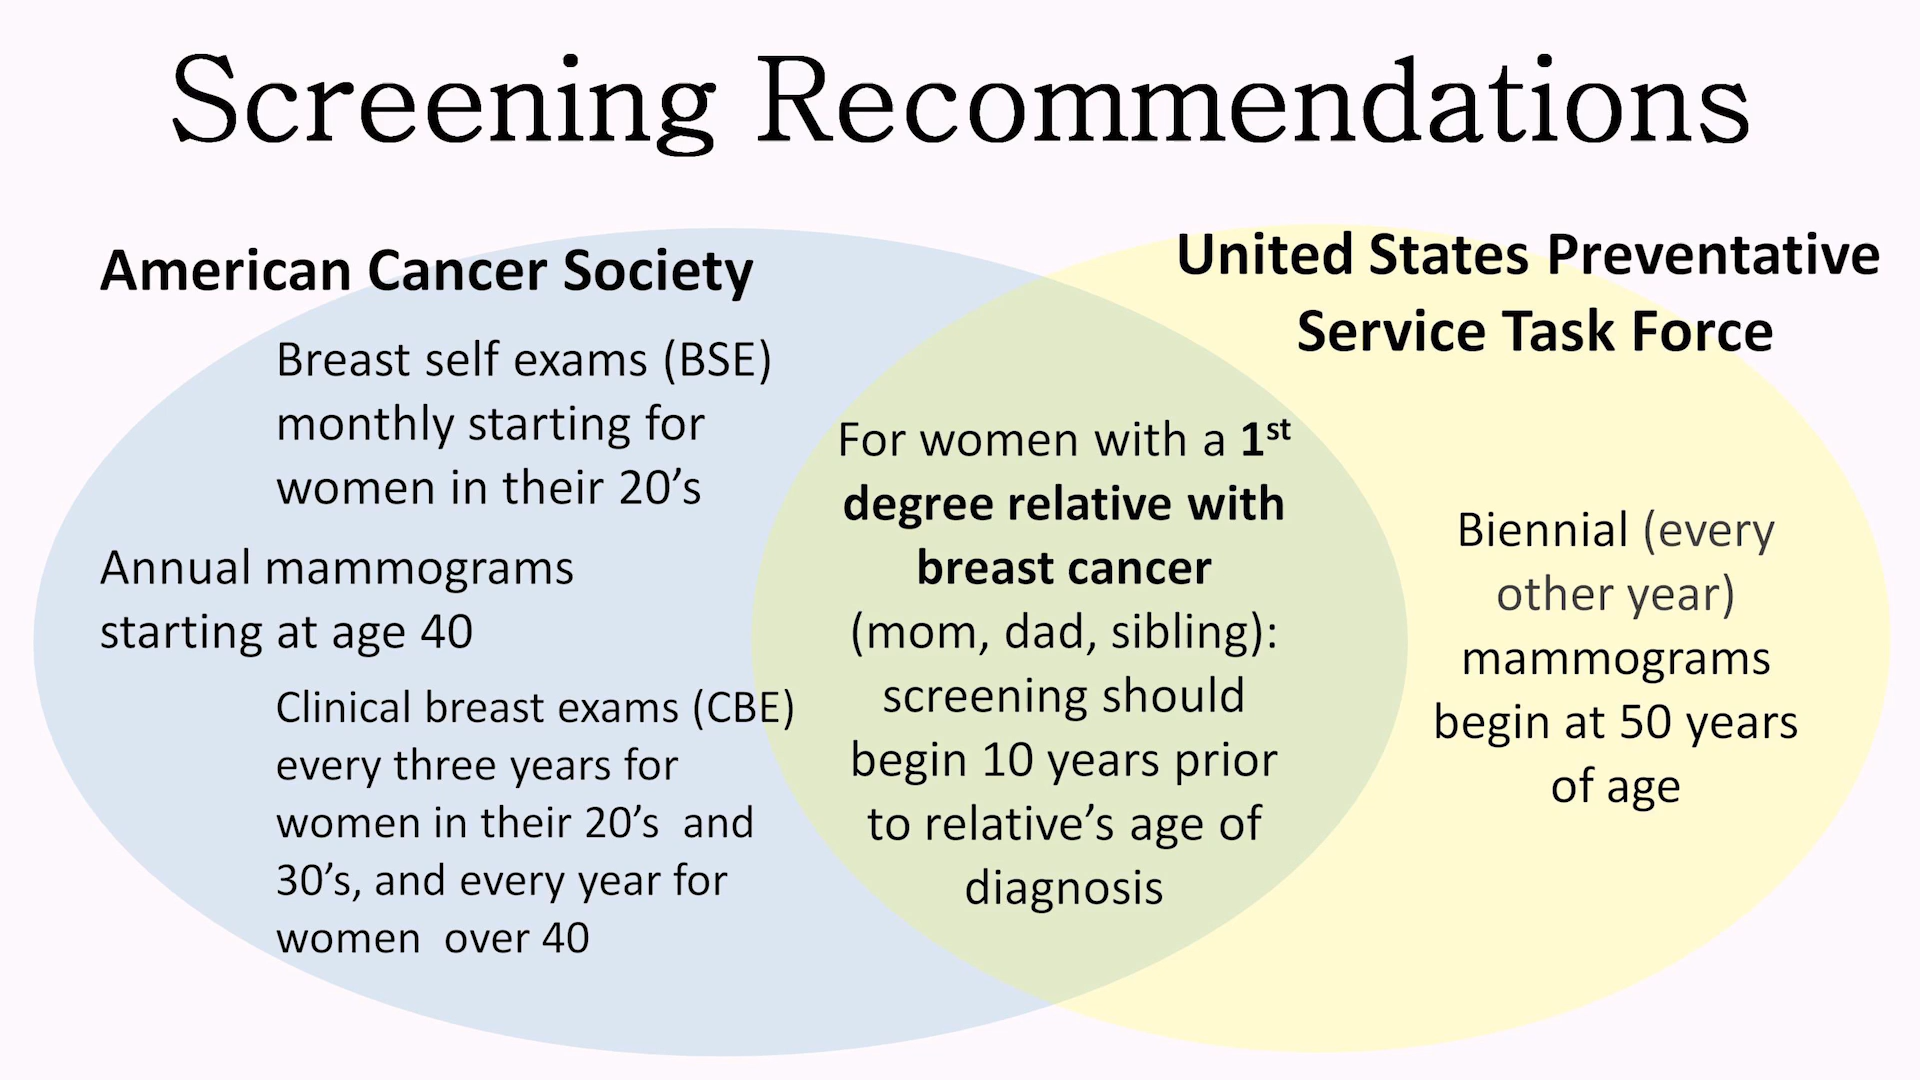 Screening Recommendations
American Cancer Society
Breast self exams (BSE)
monthly starting for
women in their 20’s
Annual mammograms
starting at age 40
Clinical breast exams (CBE)
every three years for
women in their 20’s and
30’s, and every year for
women over 40
For women with a 1st
degree relative with
breast cancer
(mom, dad, sibling):
screening should
begin 10 years prior
to relative’s age of
diagnosis
United States Preventative
Service Task Force
Biennial (every
other year)
mammograms
begin at 50 years
of age